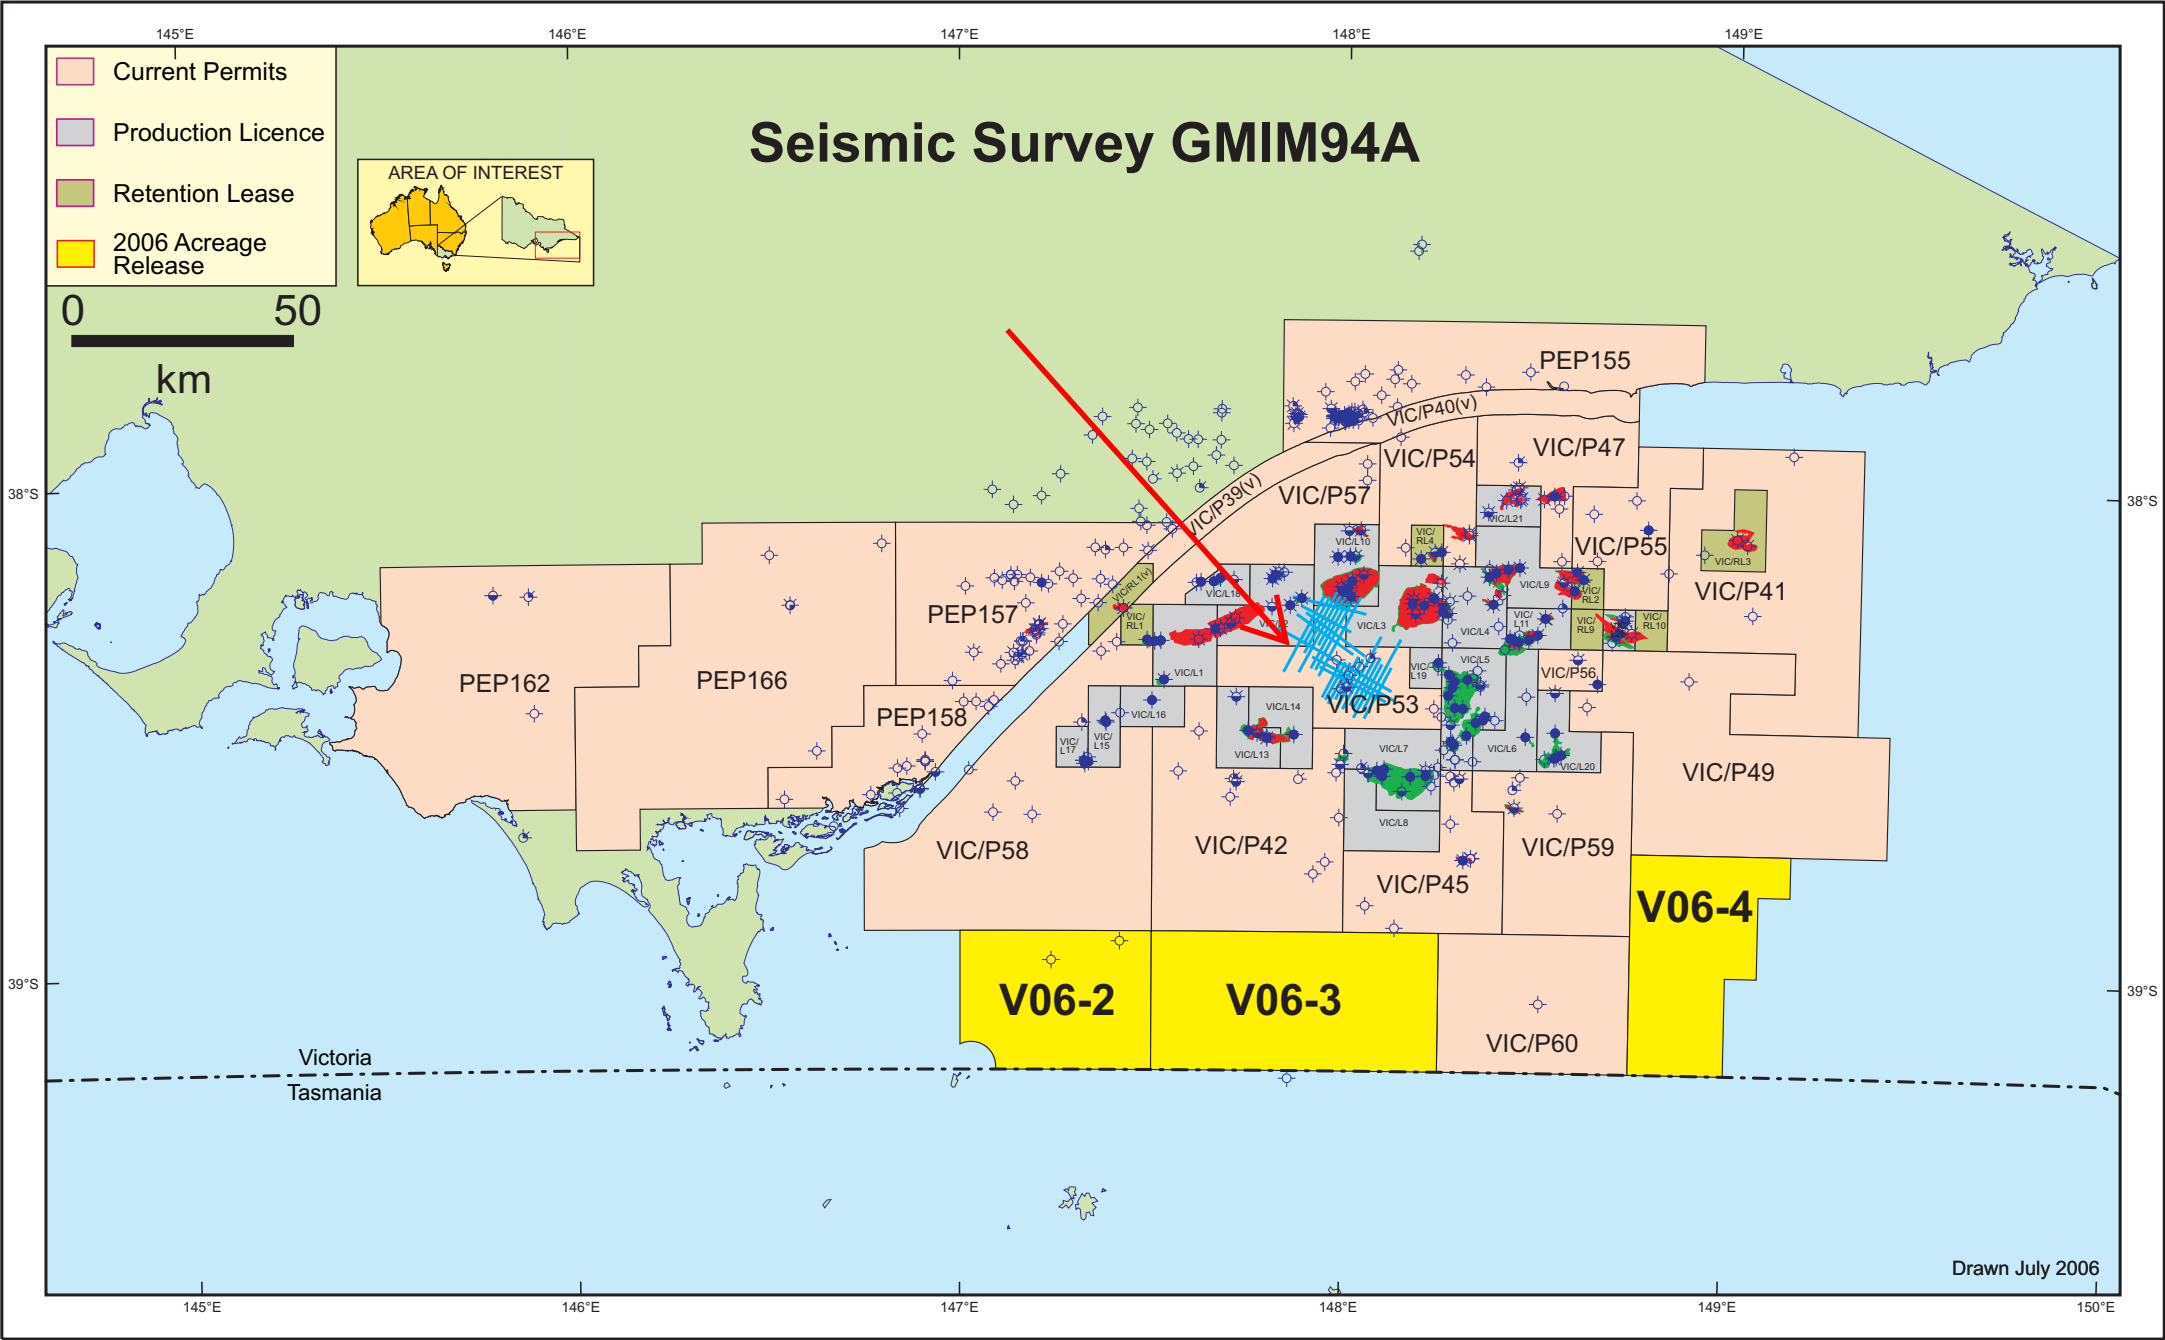 145°E
146°E
147°E
148°E
149°E
Current Permits
Production Licence
Retention Lease
2006 Acreage
Release
0
50
km
AREA OF INTEREST
Seismic Survey GMIM94A
PEP155
VIC/P40(v)
VIC/P39(v)
VIC/P47
VIC/P54
VIC/P57
38°S
38°S
VIC/L21
VIC/L10
VIC/
RL4
VIC/P55
VIC/RL3
VIC/P41
VIC/RL1(v)
VIC/L18
VIC/L9
VIC/
RL2
PEP157
VIC/
RL1
VIC/L2
VIC/L3
VIC/L4
VIC/
L11
VIC/
RL9
VIC/
RL10
PEP162
PEP166
VIC/L1
VIC/
L19
VIC/L5
VIC/P56
PEP158
VIC/L16
VIC/
L15
VIC/
L17
VIC/L14
VIC/L13
VIC/P53
VIC/L7
VIC/L6
VIC/L20
VIC/P49
VIC/L8
VIC/P58
VIC/P42
VIC/P59
VIC/P45
V06-4
V06-2
V06-3
39°S
39°S
VIC/P60
Victoria
Tasmania
Drawn July 2006
145°E
146°E
147°E
148°E
149°E
150°E